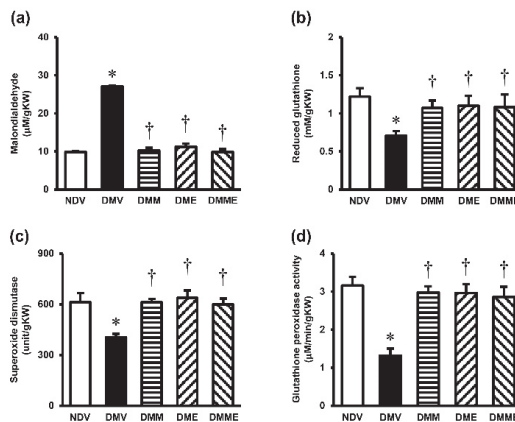 (a)
Malondialdehyde
(µM/gKW)
40
30
20
10
0
*
†
†
†
NDV DMV DMM DME DMME
(b)
Reduced glutathione
(mM/gKW)
2
1.5
1
0.5
0
*
†
†
†
NDV DMV DMM DME DMME
(c)
Superoxide dismutase
(unit/gKW)
900
600
300
0
*
†
†
†
NDV DMV DMM DME DMME
(d)
Glutathione peroxidase activity
(µM/min/gKW)
4
3
2
1
0
*
†
†
†
NDV DMV DMM DME DMME